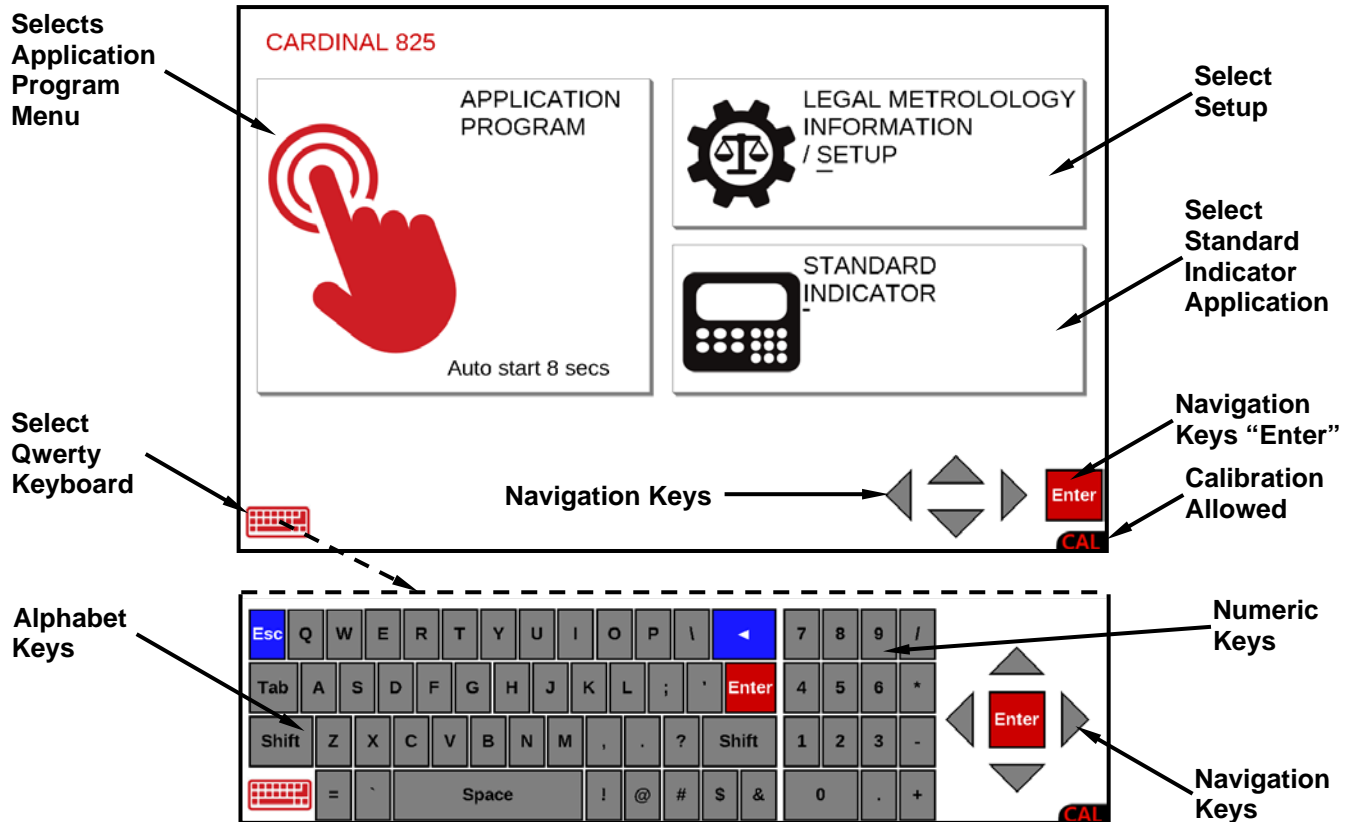 Selects
Application
Program
Menu
CARDINAL 825
APPLICATION
PROGRAM
Auto start 8 secs
LEGAL METROLOLOGY
INFORMATION
/ SETUP
STANDARD
INDICATOR
Select
Setup
Select
Standard
Indicator
Application
Select
Qwerty
Keyboard
Navigation Keys
Enter
CAL
Navigation
Keys “Enter”
Calibration
Allowed
Alphabet
Keys
Esc Q W E R T Y U I O P \ ◄ 7 8 9 /
Tab A S D F G H J K L ; ' Enter 4 5 6 *
Shift Z X C V B N M , . ? Shift 1 2 3 -
= ` Space ! @ # $ & 0 . +
Enter
CAL
Numeric
Keys
Navigation
Keys